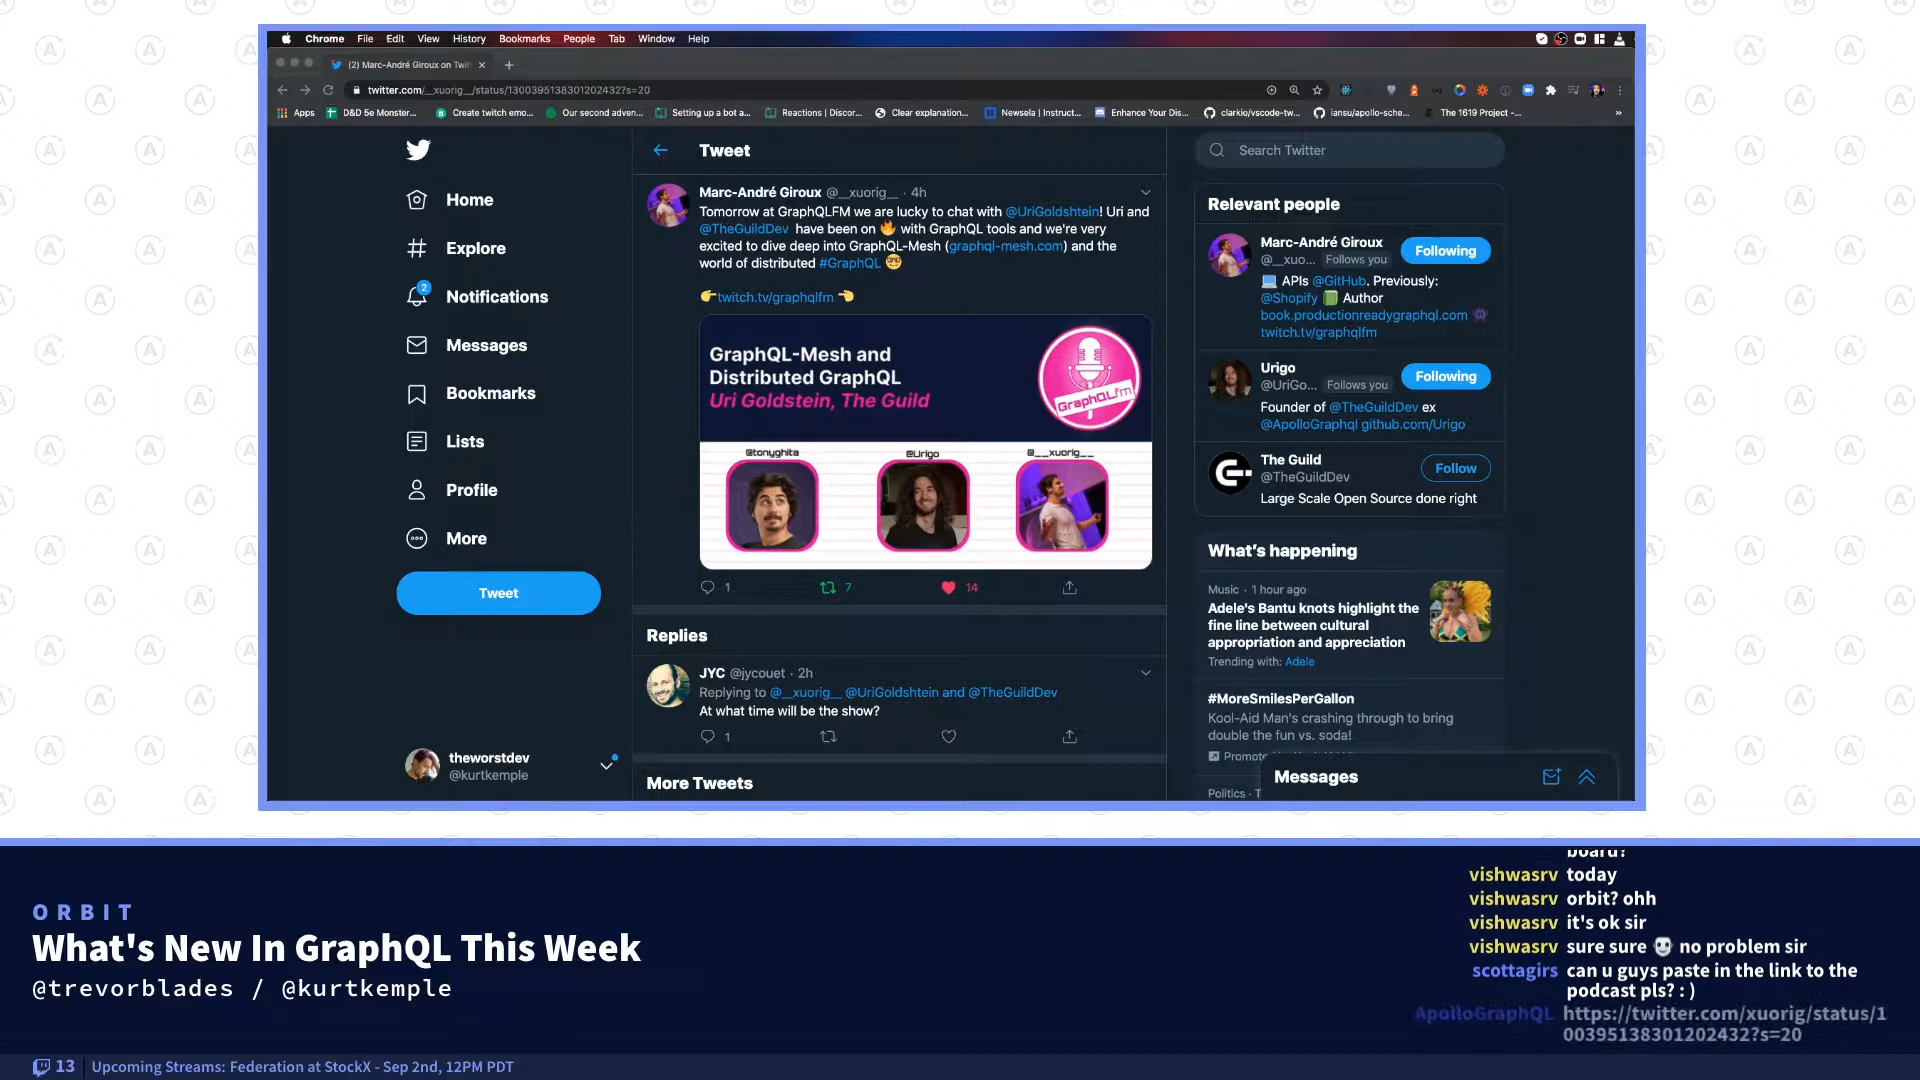 Chrome File Edit View History Bookmarks People Tab Window Help
(2) Marc-André Giroux on Twit
twitter.com/__xuorig__/status/1300395138301202432?s=20
Apps D&D 5e Monster... Create twitch emo... Our second adven... Setting up a bot a... Reactions | Discor... Clear explanation... Newsela | Instruct... Enhance Your Dis... clarkio/vscode-tw... iansu/apollo-sche... The 1619 Project -... »
Home
Explore
2
Notifications
Messages
Bookmarks
Lists
Profile
More
Tweet
theworstdev
@kurtkemple
Tweet
Marc-André Giroux @__xuorig__ · 4h
Tomorrow at GraphQLFM we are lucky to chat with @UriGoldshtein! Uri and
@TheGuildDev have been on 🔥 with GraphQL tools and we're very
excited to dive deep into GraphQL-Mesh (graphql-mesh.com) and the
world of distributed #GraphQL 🤓
👉twitch.tv/graphqlfm 👈
GraphQL-Mesh and
Distributed GraphQL
Uri Goldstein, The Guild
GraphQLfm
@tonyghita @Urigo @__xuorig__
1 7 14
Replies
JYC @jycouet · 2h
Replying to @__xuorig__ @UriGoldshtein and @TheGuildDev
At what time will be the show?
1
More Tweets
Search Twitter
Relevant people
Marc-André Giroux
@__xuo... Follows you
Following
💻 APIs @GitHub. Previously:
@Shopify 📗 Author
book.productionreadygraphql.com
twitch.tv/graphqlfm
Urigo
@UriGo... Follows you
Following
Founder of @TheGuildDev ex
@ApolloGraphql github.com/Urigo
The Guild
@TheGuildDev
Follow
Large Scale Open Source done right
What's happening
Music · 1 hour ago
Adele's Bantu knots highlight the
fine line between cultural
appropriation and appreciation
Trending with: Adele
#MoreSmilesPerGallon
Kool-Aid Man's crashing through to bring
double the fun vs. soda!
Promote
Politics · T
Messages
ORBIT
What's New In GraphQL This Week
@trevorblades / @kurtkemple
board?
vishwasrv today
vishwasrv orbit? ohh
vishwasrv it's ok sir
vishwasrv sure sure 💀 no problem sir
scottagirs can u guys paste in the link to the
podcast pls? : )
ApolloGraphQL https://twitter.com/xuorig/status/1
00395138301202432?s=20
13 Upcoming Streams: Federation at StockX - Sep 2nd, 12PM PDT